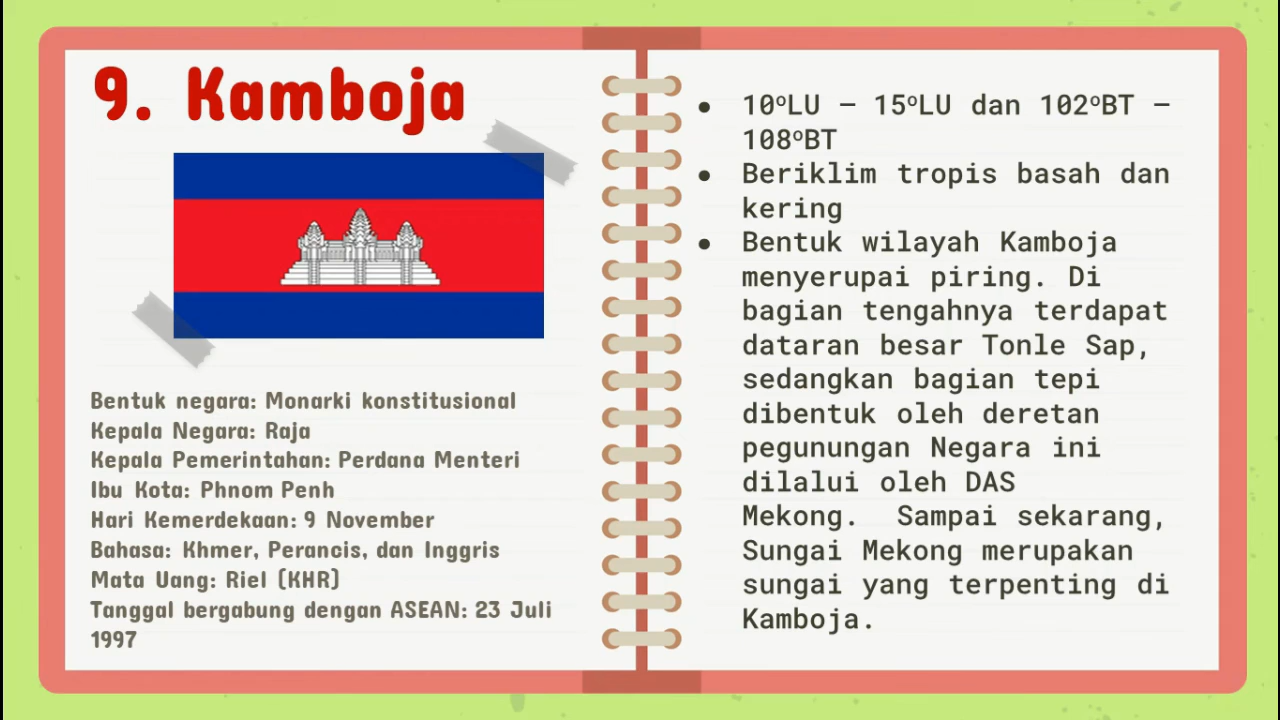 9. Kamboja
Bentuk negara: Monarki konstitusional
Kepala Negara: Raja
Kepala Pemerintahan: Perdana Menteri
Ibu Kota: Phnom Penh
Hari Kemerdekaan: 9 November
Bahasa: Khmer, Perancis, dan Inggris
Mata Uang: Riel (KHR)
Tanggal bergabung dengan ASEAN: 23 Juli
1997
• 10ºLU – 15ºLU dan 102ºBT –
108ºBT
• Beriklim tropis basah dan
kering
• Bentuk wilayah Kamboja
menyerupai piring. Di
bagian tengahnya terdapat
dataran besar Tonle Sap,
sedangkan bagian tepi
dibentuk oleh deretan
pegunungan Negara ini
dilalui oleh DAS
Mekong.  Sampai sekarang,
Sungai Mekong merupakan
sungai yang terpenting di
Kamboja.